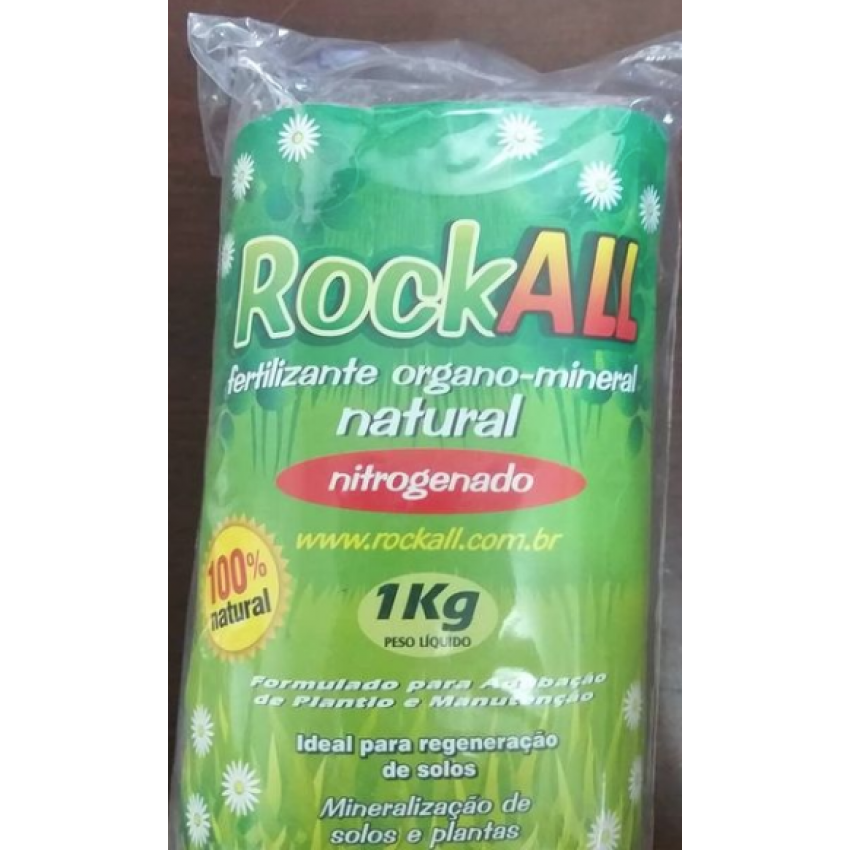 RockALL
fertilizante organo-mineral
natural
nitrogenado
www.rockall.com.br
100%
natural
1Kg
PESO LÍQUIDO
Formulado para Adubação
de Plantio e Manutenção
Ideal para regeneração
de solos
Mineralização de
solos e plantas